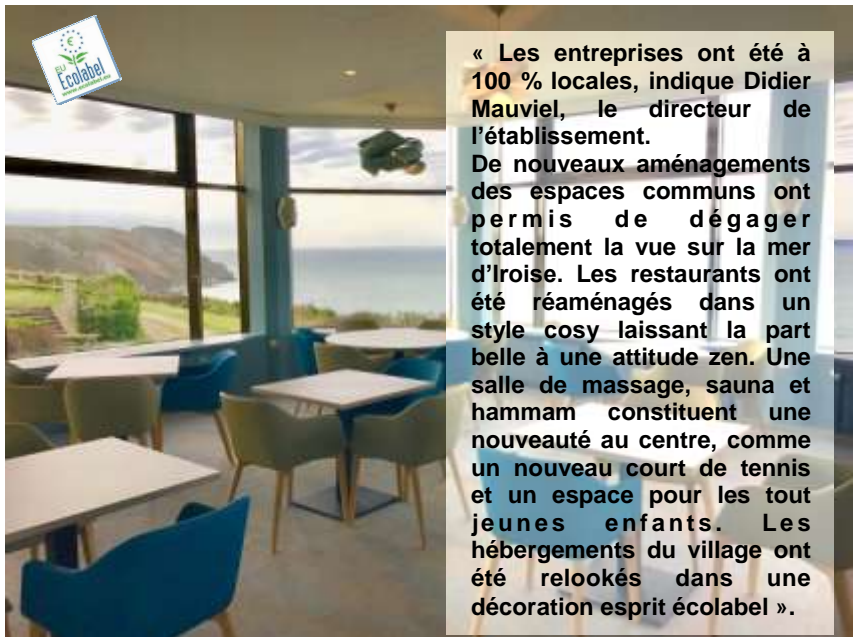 €
EU
Ecolabel
www.ecolabel.eu
« Les entreprises ont été à
100 % locales, indique Didier
Mauviel, le directeur de
l’établissement.
De nouveaux aménagements
des espaces communs ont
permis de dégager
totalement la vue sur la mer
d’Iroise. Les restaurants ont
été réaménagés dans un
style cosy laissant la part
belle à une attitude zen. Une
salle de massage, sauna et
hammam constituent une
nouveauté au centre, comme
un nouveau court de tennis
et un espace pour les tout
jeunes enfants. Les
hébergements du village ont
été relookés dans une
décoration esprit écolabel ».